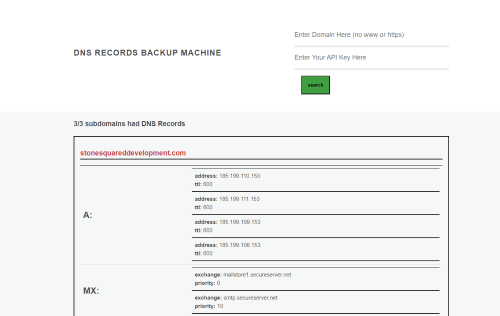 Enter Domain Here (no www or https)
DNS RECORDS BACKUP MACHINE
Enter Your API Key Here
search
3/3 subdomains had DNS Records
stonesquareddevelopment.com
A:
address: 185.199.110.153
ttl: 600
address: 185.199.111.153
ttl: 600
address: 185.199.109.153
ttl: 600
address: 185.199.108.153
ttl: 600
MX:
exchange: mailstore1.secureserver.net
priority: 0
exchange: smtp.secureserver.net
priority: 10